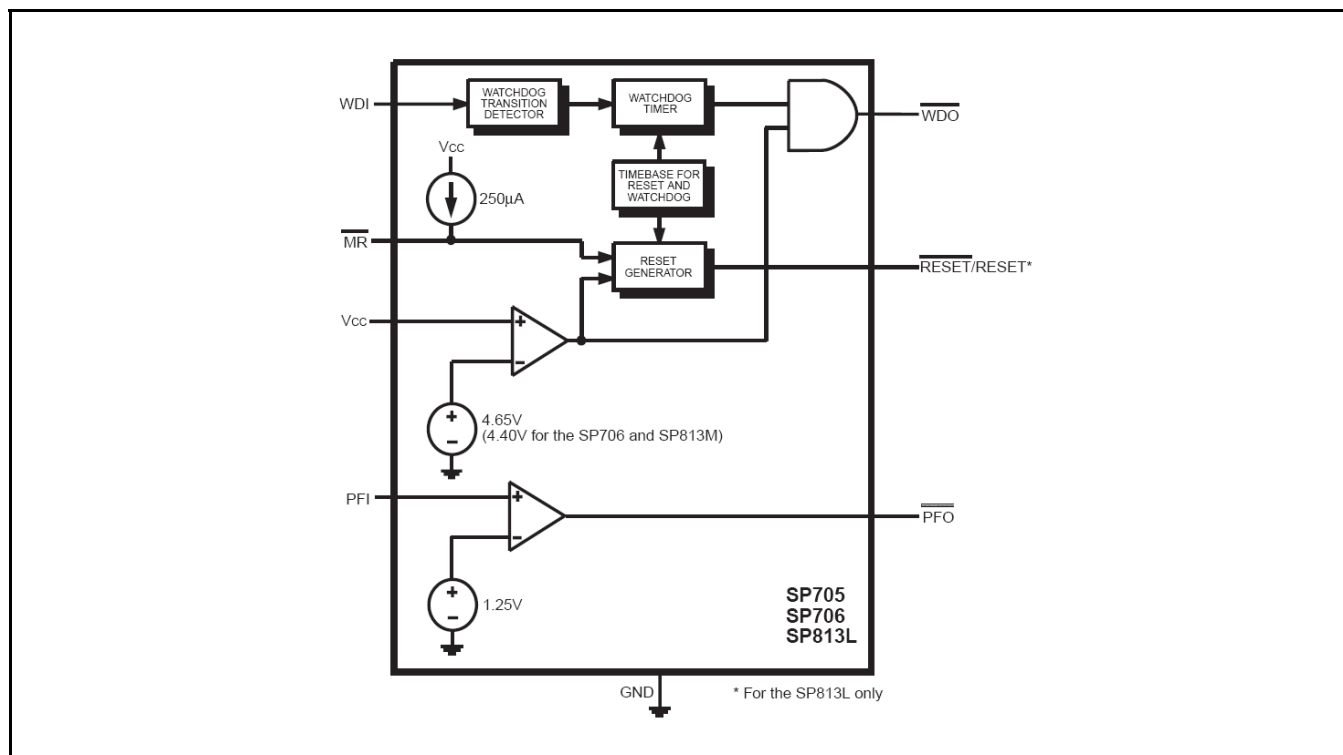 WDI
WATCHDOG
TRANSITION
DETECTOR
WATCHDOG
TIMER
WDO
Vcc
250µA
TIMEBASE FOR
RESET AND
WATCHDOG
MR
RESET
GENERATOR
RESET/RESET*
Vcc
+
−
+
−
4.65V
(4.40V for the SP706 and SP813M)
PFI
+
−
PFO
+
−
1.25V
SP705
SP706
SP813L
GND
* For the SP813L only